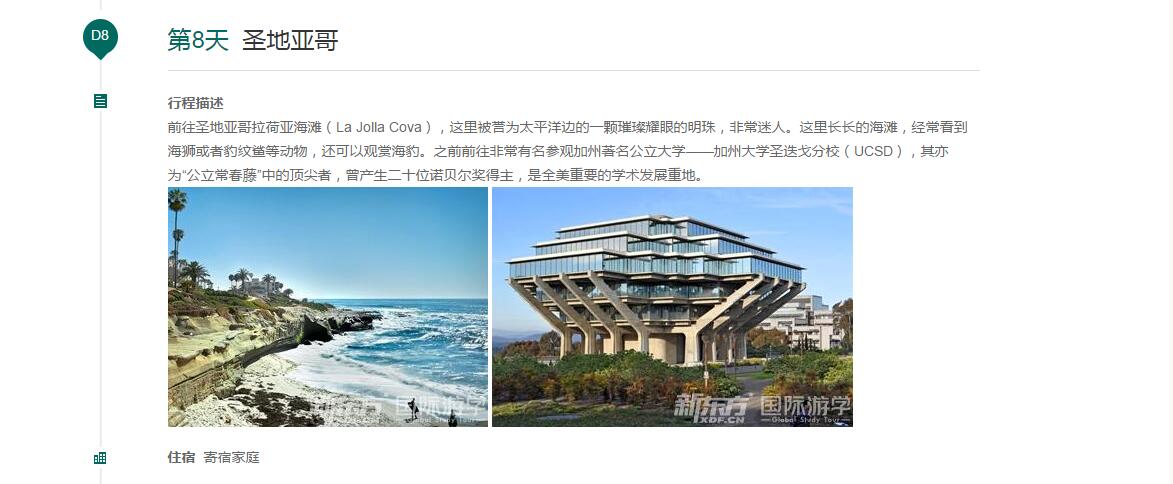 D8
第8天 圣地亚哥
行程描述
前往圣地亚哥拉荷亚海滩（La Jolla Cova），这里被誉为太平洋边的一颗璀璨耀眼的明珠，非常迷人。这里长长的海滩，经常看到
海狮或者豹纹鲨等动物，还可以观赏海豹。之前前往非常有名参观加州著名公立大学——加州大学圣迭戈分校（UCSD），其亦
为“公立常春藤”中的顶尖者，曾产生二十位诺贝尔奖得主，是全美重要的学术发展重地。
新东方 国际游学
XDF.CN Global Study Tour
新东方 国际游学
XDF.CN Global Study Tour
住宿 寄宿家庭